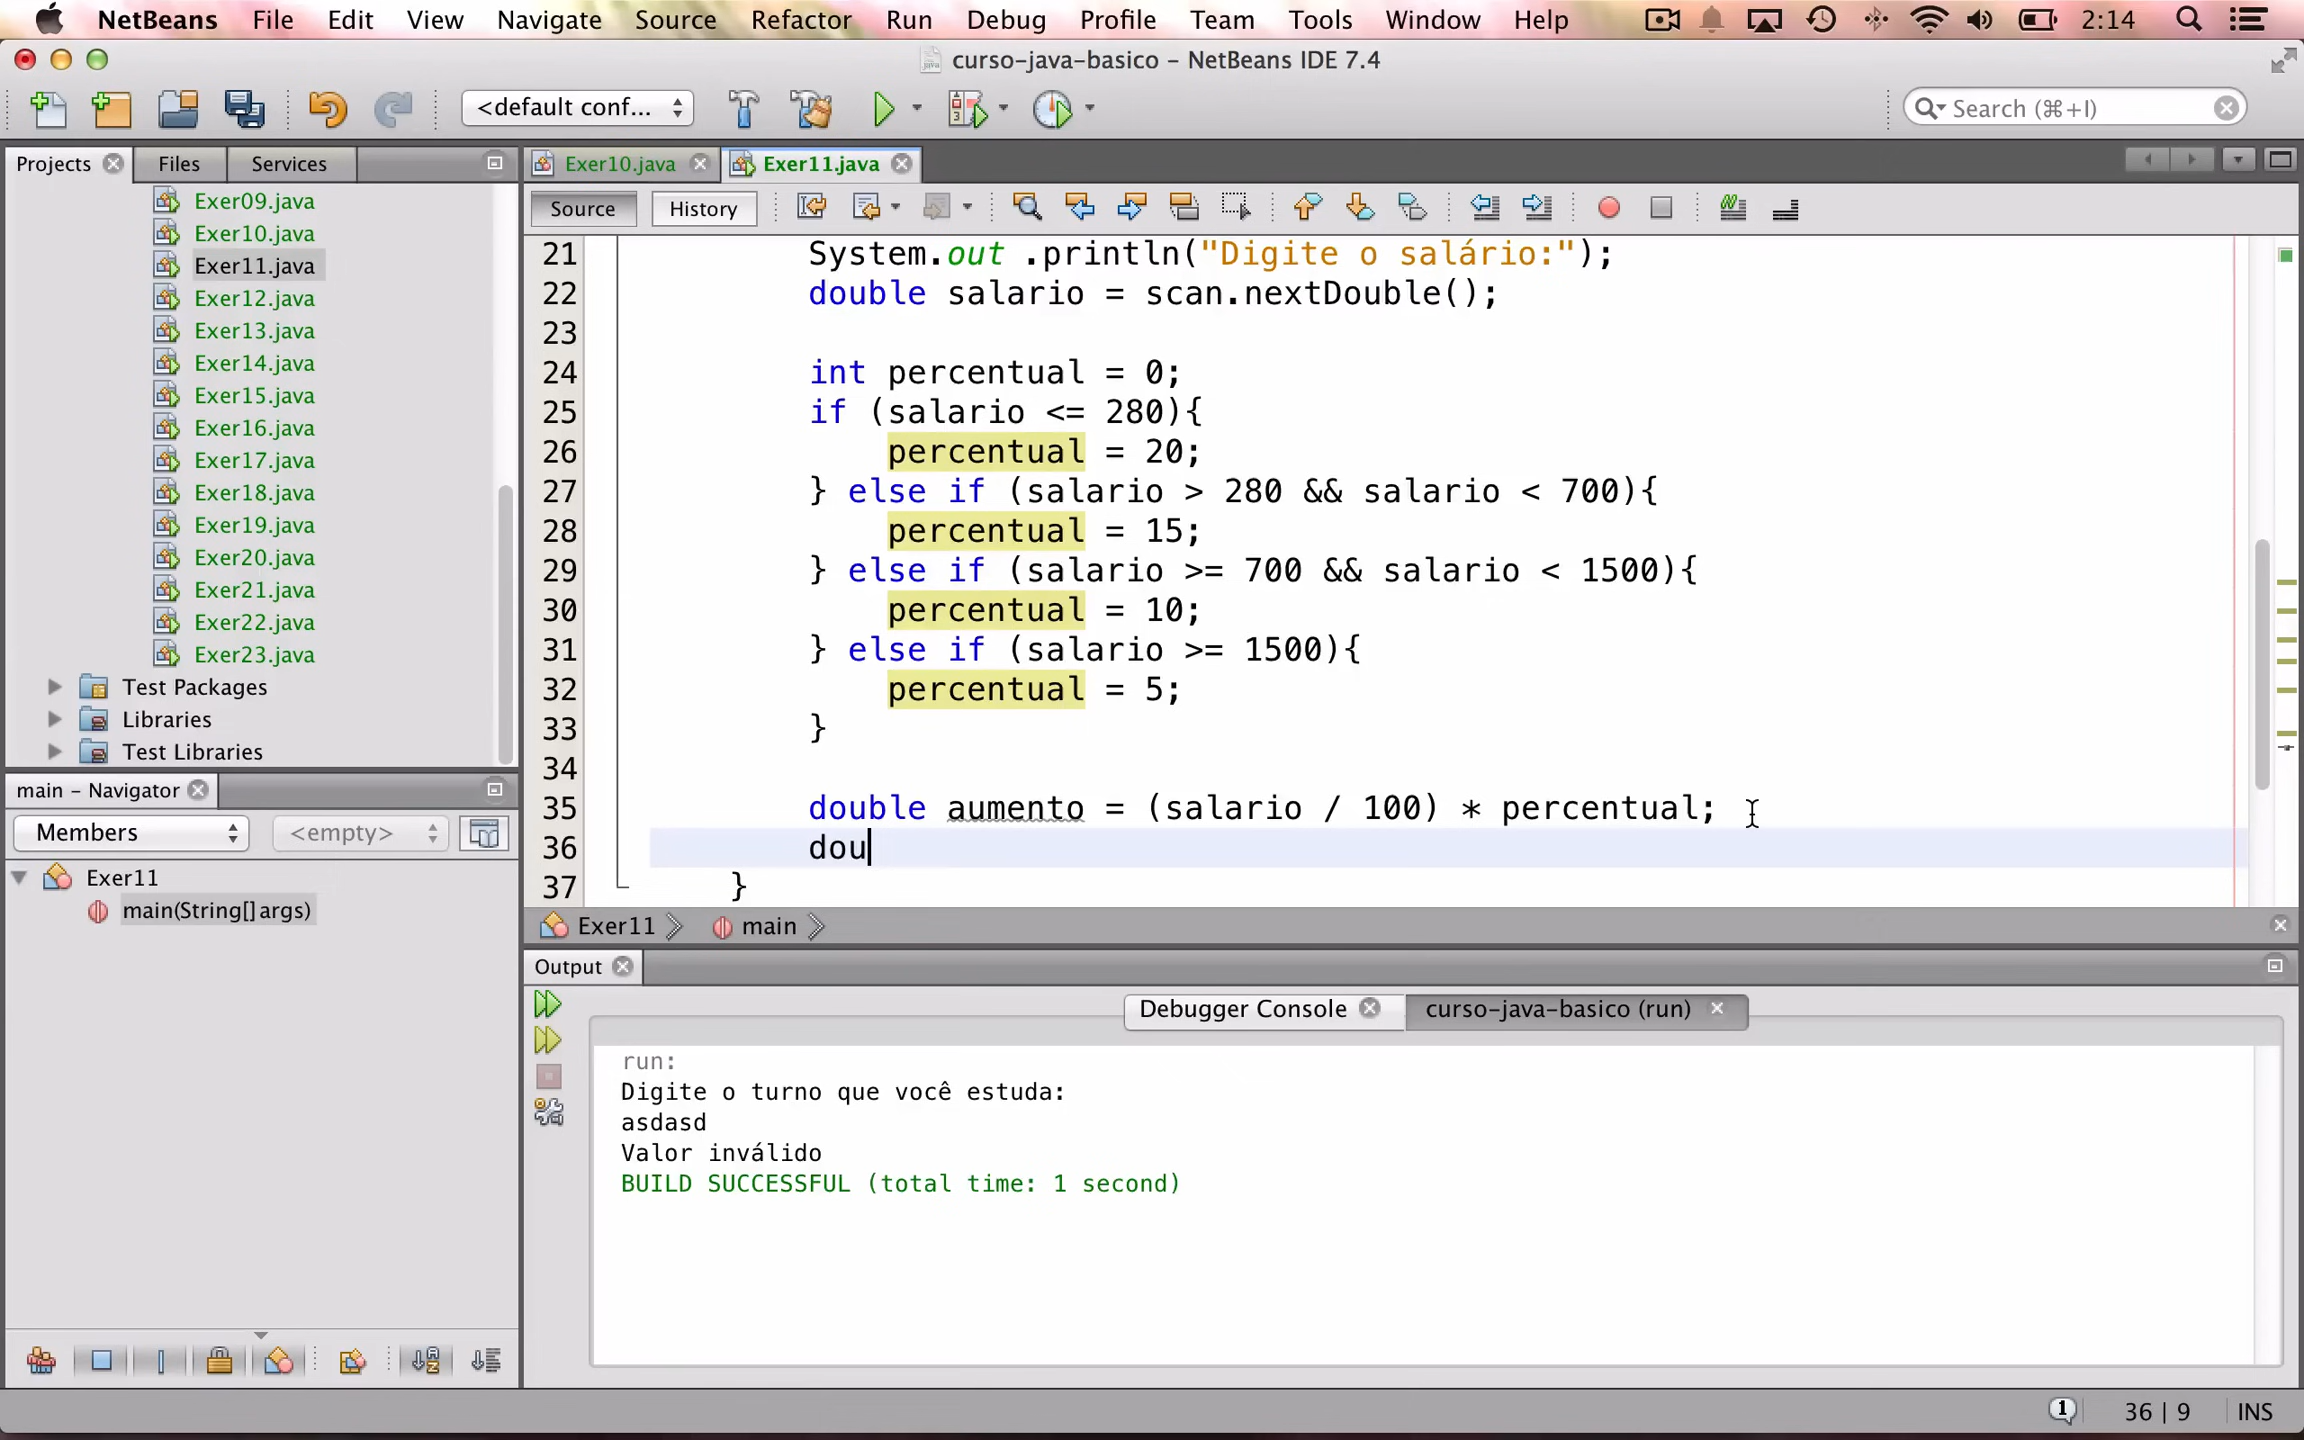 NetBeans File Edit View Navigate Source Refactor Run Debug Profile Team Tools Window Help 2:14
curso-java-basico – NetBeans IDE 7.4
<default conf... Search (⌘+I)
Projects Files Services
Exer09.java
Exer10.java
Exer11.java
Exer12.java
Exer13.java
Exer14.java
Exer15.java
Exer16.java
Exer17.java
Exer18.java
Exer19.java
Exer20.java
Exer21.java
Exer22.java
Exer23.java
Test Packages
Libraries
Test Libraries
main – Navigator
Members <empty>
Exer11
main(String[] args)
Exer10.java Exer11.java
Source History
21 System.out .println("Digite o salário:");
22 double salario = scan.nextDouble();
23
24 int percentual = 0;
25 if (salario <= 280){
26 percentual = 20;
27 } else if (salario > 280 && salario < 700){
28 percentual = 15;
29 } else if (salario >= 700 && salario < 1500){
30 percentual = 10;
31 } else if (salario >= 1500){
32 percentual = 5;
33 }
34
35 double aumento = (salario / 100) * percentual;
36 dou
37 }
Exer11 main
Output
Debugger Console curso-java-basico (run)
run:
Digite o turno que você estuda:
asdasd
Valor inválido
BUILD SUCCESSFUL (total time: 1 second)
1 36 | 9 INS